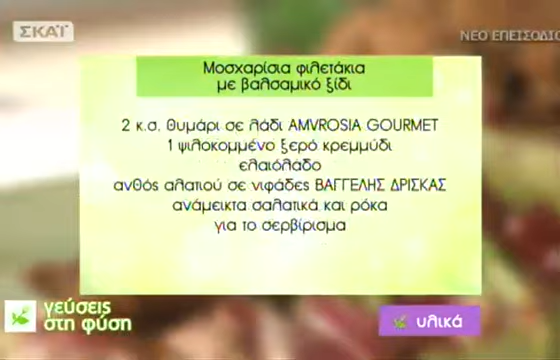 ΣΚΑΪ
ΝΕΟ ΕΠΕΙΣΟΔΙΟ
Μοσχαρίσια φιλετάκια
με βαλσαμικό ξίδι
2 κ.σ. θυμάρι σε λάδι AMVROSIA GOURMET
1 ψιλοκομμένο ξερό κρεμμύδι
ελαιόλαδο
ανθός αλατιού σε νιφάδες ΒΑΓΓΕΛΗΣ ΔΡΙΣΚΑΣ
ανάμεικτα σαλατικά και ρόκα
για το σερβίρισμα
γεύσεις
στη φύση
υλικά